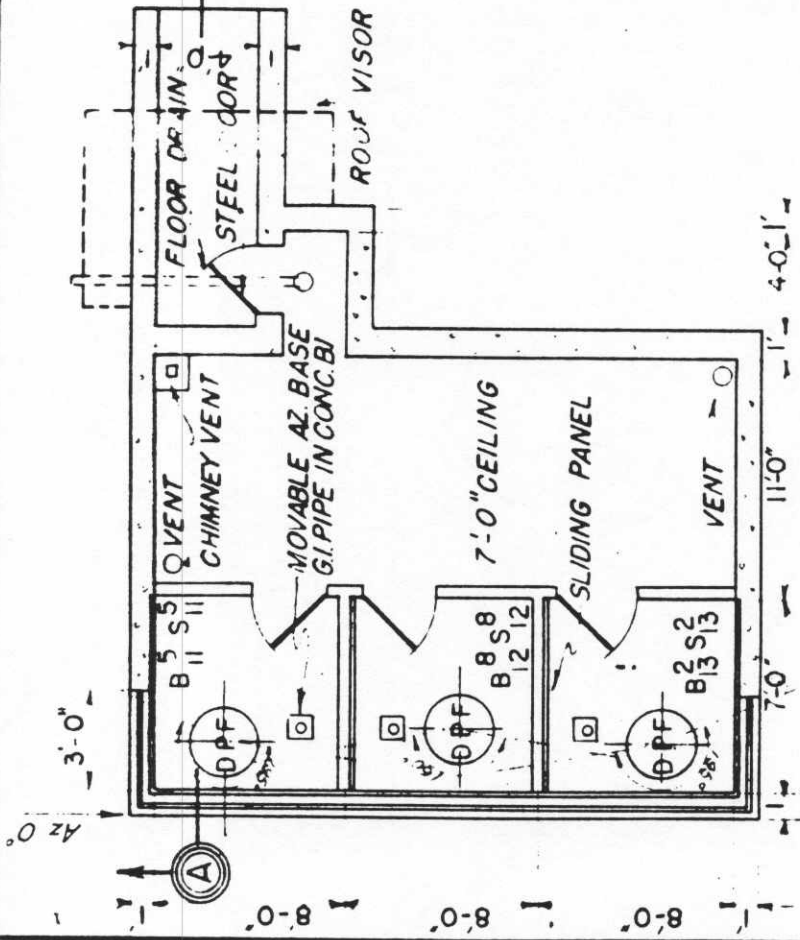 FLOOR DRAIN
STEEL DOOR
ROOF VISOR
VENT
CHIMNEY VENT
MOVABLE AZ. BASE
G.I. PIPE IN CONC. BI
7'-0" CEILING
SLIDING PANEL
VENT
B 5 11 S 5 11
B 8 12 S 8 12
B 2 13 S 2 13
DPF
DPF
DPF
3'-0"
Az 0°
A
1'
8'-0"
8'-0"
8'-0"
1'
1'
7'-0"
11'-0"
1'
4'-0"
1'